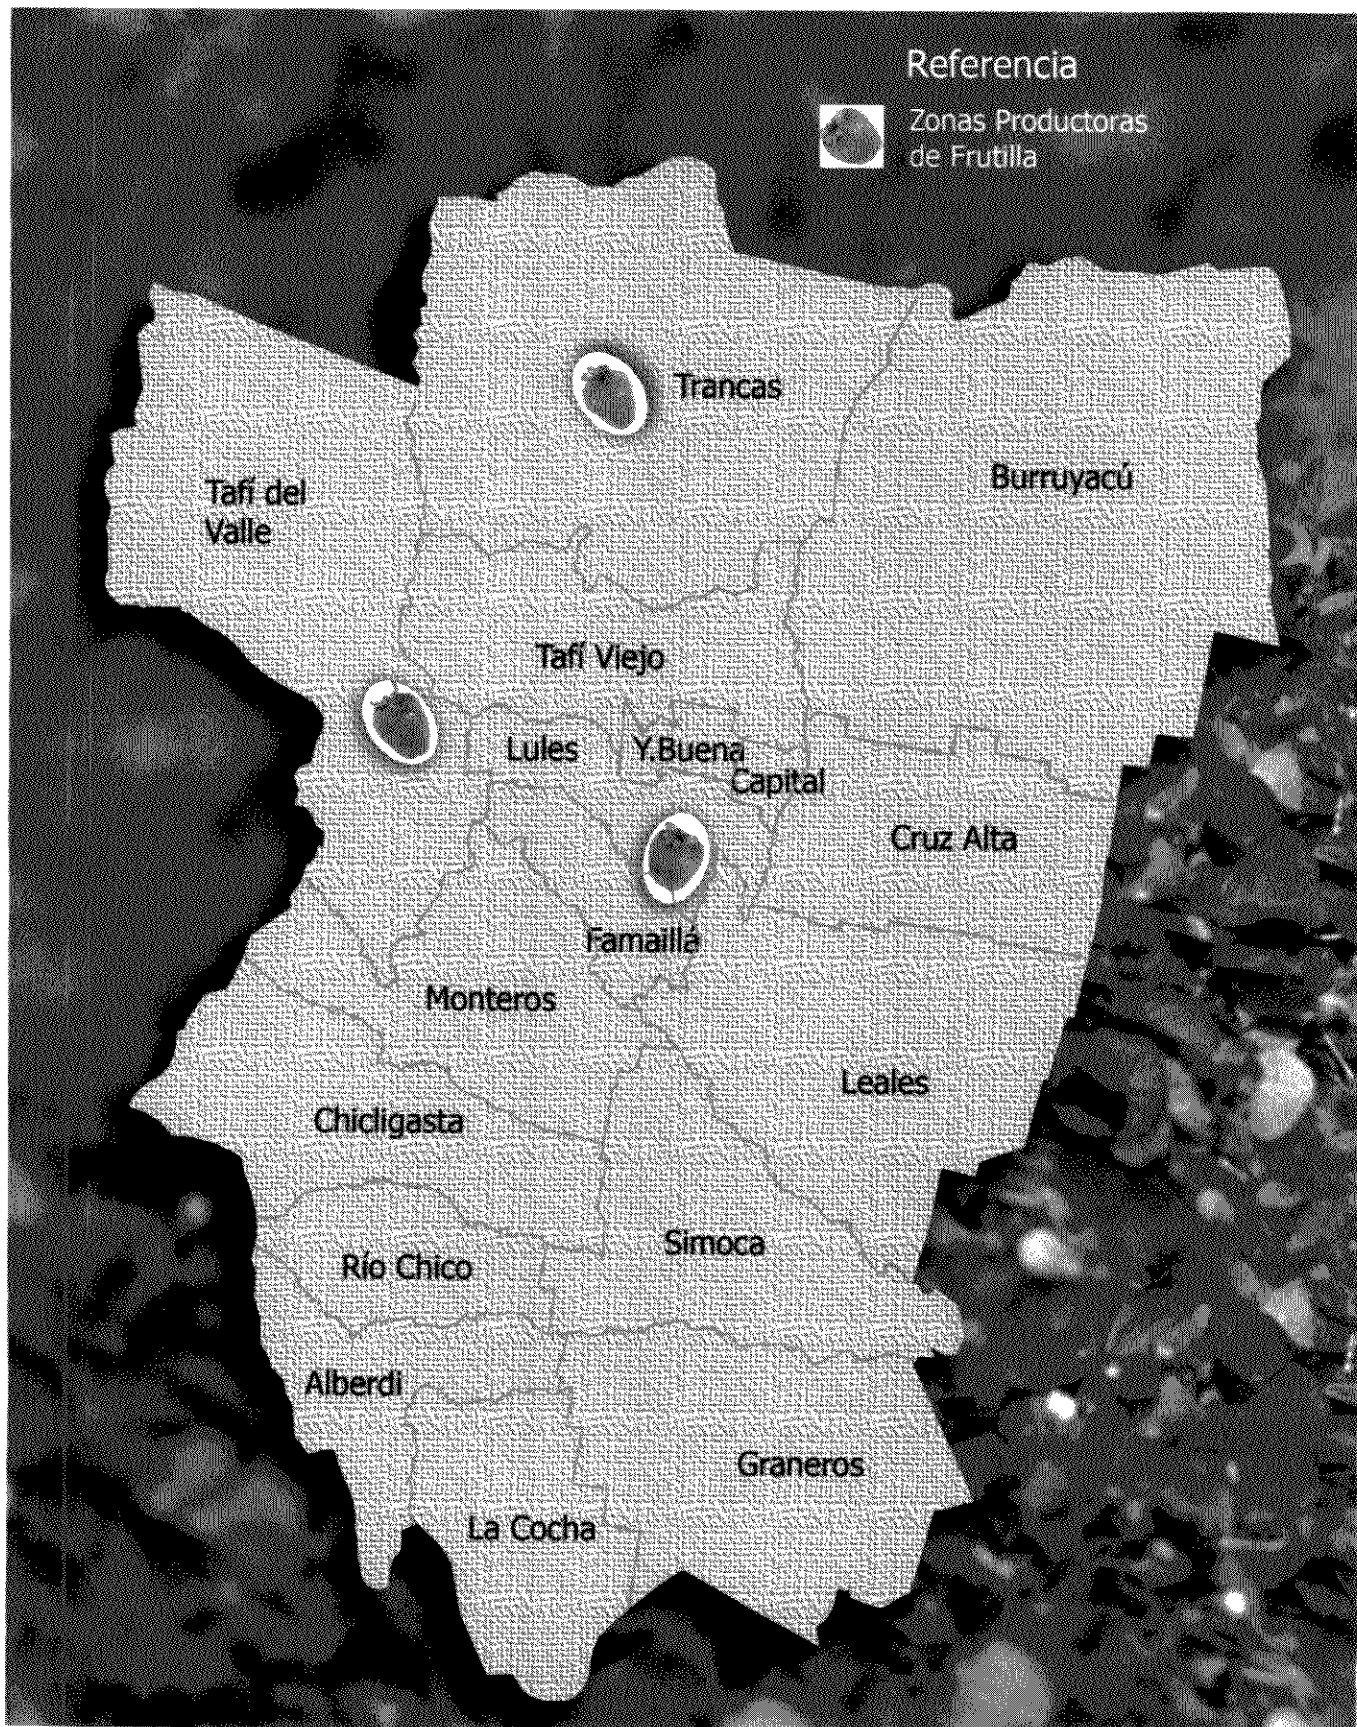 Referencia
Zonas Productoras
de Frutilla
Trancas
Burruyacú
Tafí del
Valle
Tafí Viejo
Lules
Y.Buena
Capital
Cruz Alta
Famaillá
Monteros
Leales
Chicligasta
Simoca
Río Chico
Alberdi
Graneros
La Cocha